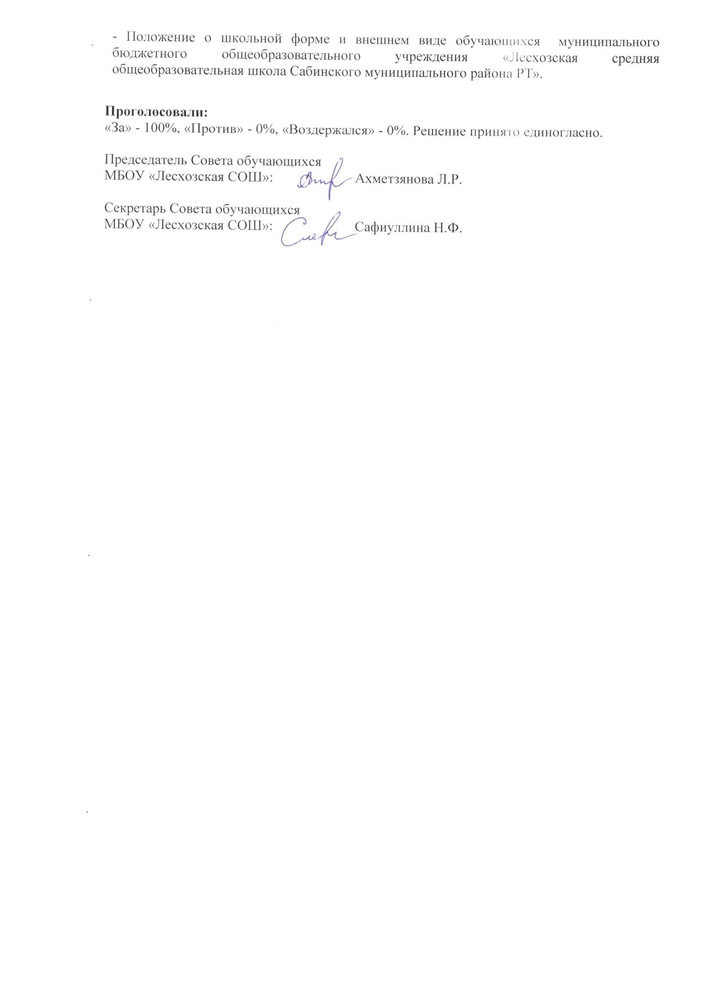 - Положение о школьной форме и внешнем виде обучающихся муниципального
бюджетного общеобразовательного учреждения «Лесхозская средняя
общеобразовательная школа Сабинского муниципального района РТ».
Проголосовали:
«За» - 100%, «Против» - 0%, «Воздержался» - 0%. Решение принято единогласно.
Председатель Совета обучающихся
МБОУ «Лесхозская СОШ»: Ахметзянова Л.Р.
Секретарь Совета обучающихся
МБОУ «Лесхозская СОШ»: Сафиуллина Н.Ф.